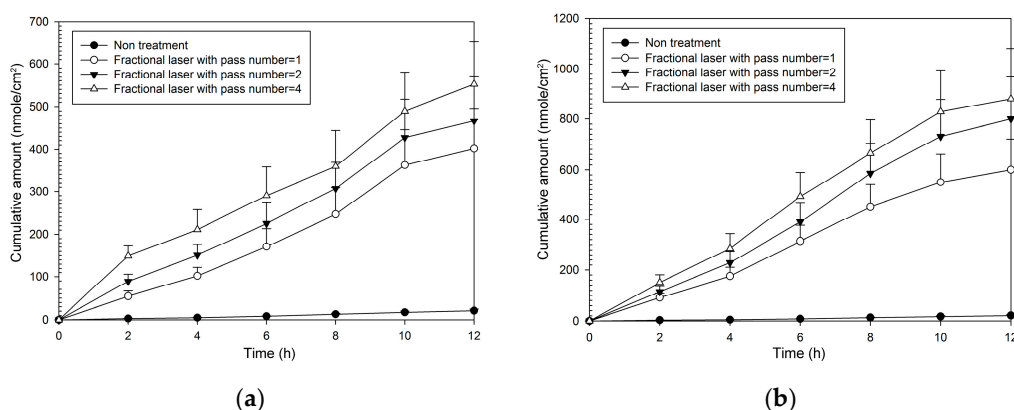 700
600
500
400
300
200
100
0
Cumulative amount (nmole/cm²)
Non treatment
Fractional laser with pass number=1
Fractional laser with pass number=2
Fractional laser with pass number=4
0 2 4 6 8 10 12
Time (h)
(a)
1200
1000
800
600
400
200
0
Cumulative amount (nmole/cm²)
Non treatment
Fractional laser with pass number=1
Fractional laser with pass number=2
Fractional laser with pass number=4
0 2 4 6 8 10 12
Time (h)
(b)